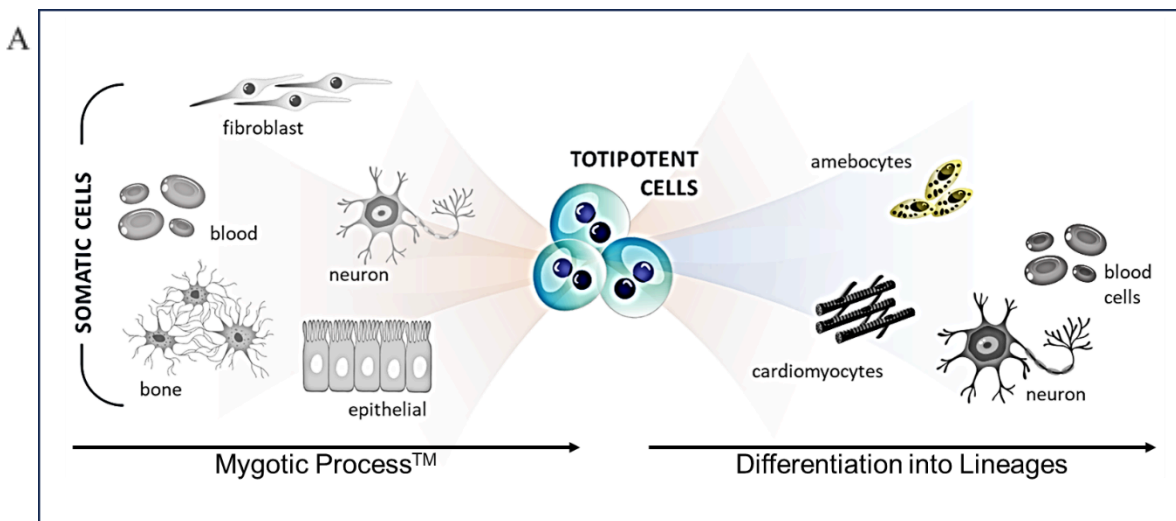 A
SOMATIC CELLS
fibroblast
blood
neuron
bone
epithelial
TOTIPOTENT
CELLS
amebocytes
blood
cells
cardiomyocytes
neuron
Mygotic Process™
Differentiation into Lineages